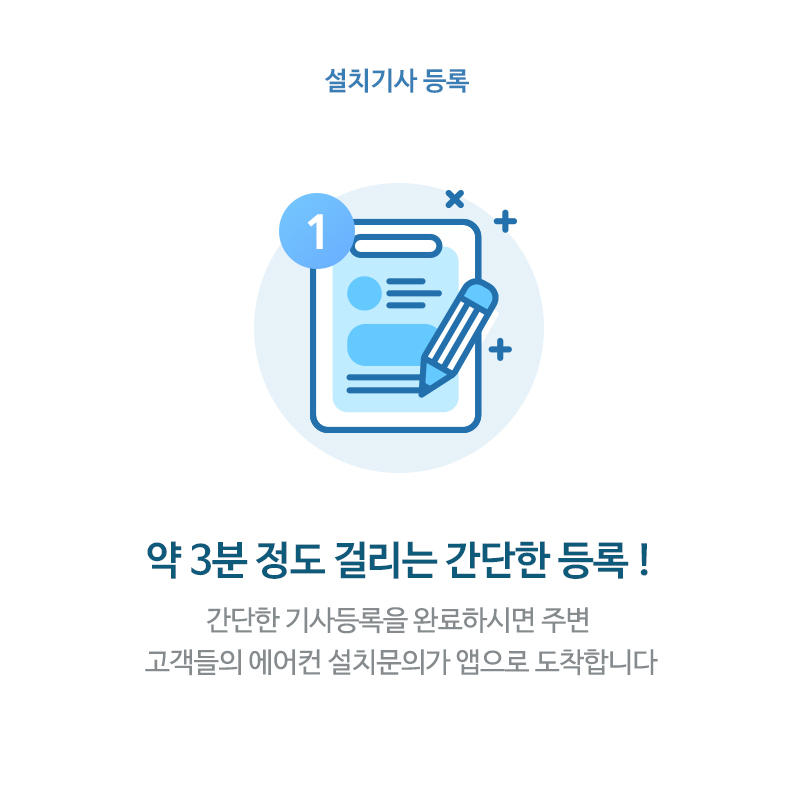 설치기사 등록
1
약 3분 정도 걸리는 간단한 등록 !
간단한 기사등록을 완료하시면 주변
고객들의 에어컨 설치문의가 앱으로 도착합니다